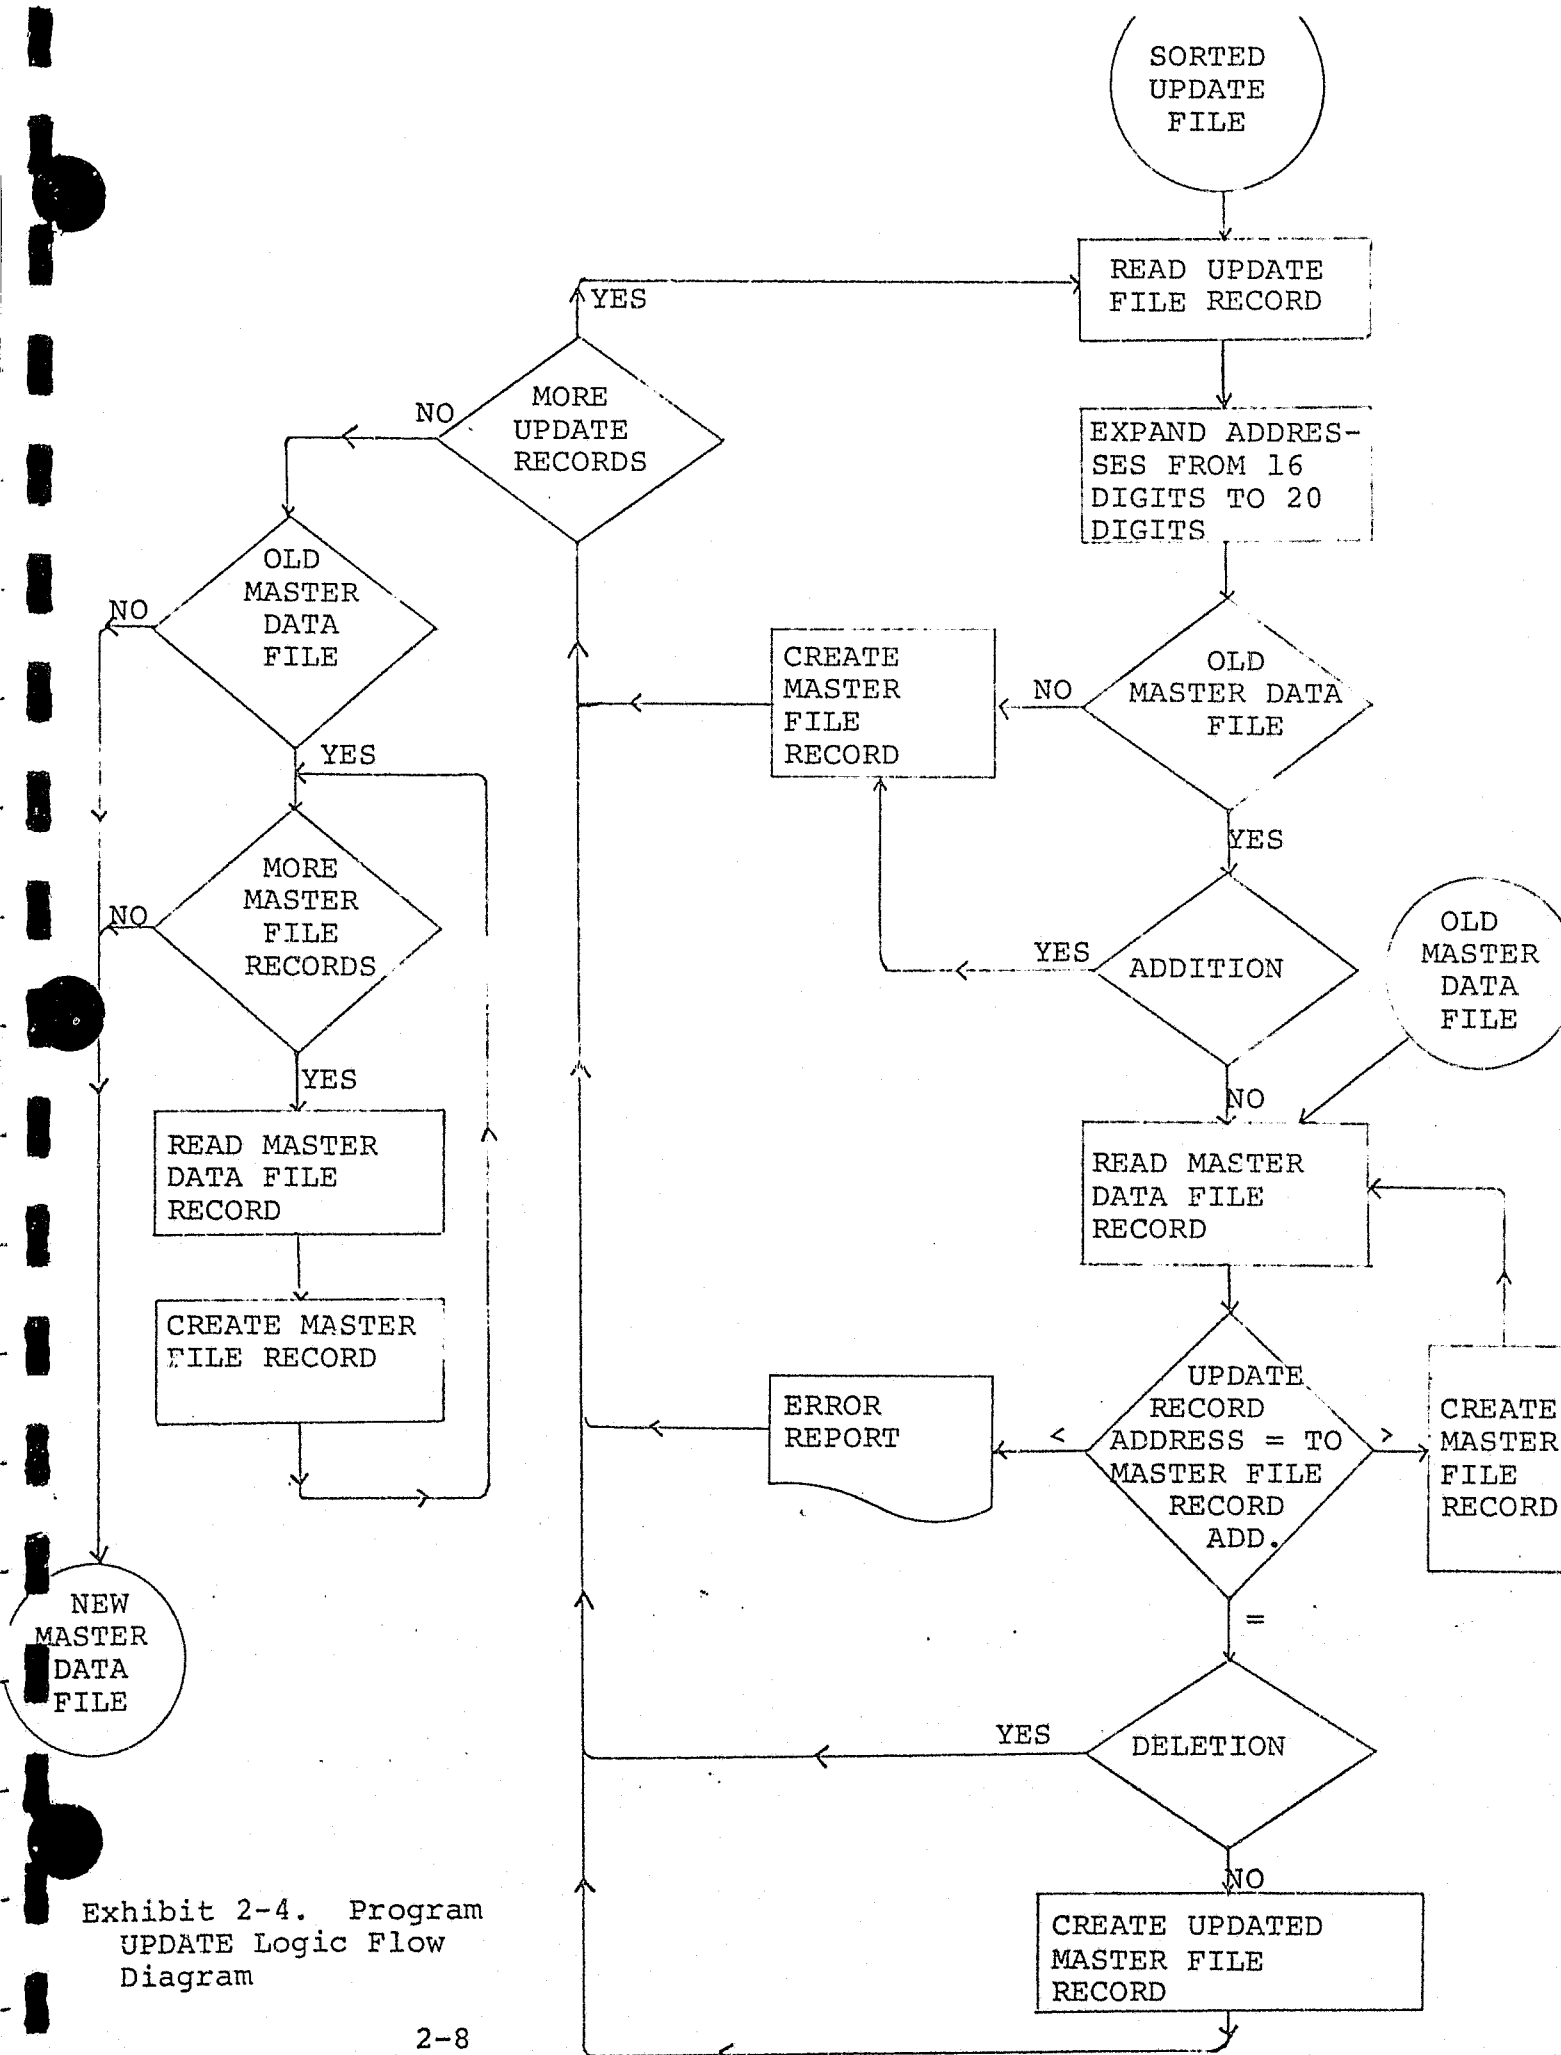 SORTED
UPDATE
FILE
READ UPDATE
FILE RECORD
YES
MORE
UPDATE
RECORDS
NO
EXPAND ADDRES-
SES FROM 16
DIGITS TO 20
DIGITS
OLD
MASTER
DATA
FILE
NO
YES
CREATE
MASTER
FILE
RECORD
NO
OLD
MASTER DATA
FILE
YES
MORE
MASTER
FILE
RECORDS
NO
YES
YES
ADDITION
NO
OLD
MASTER
DATA
FILE
READ MASTER
DATA FILE
RECORD
READ MASTER
DATA FILE
RECORD
CREATE MASTER
FILE RECORD
ERROR
REPORT
<
UPDATE
RECORD
ADDRESS = TO
MASTER FILE
RECORD
ADD.
>
CREATE
MASTER
FILE
RECORD
=
NEW
MASTER
DATA
FILE
YES
DELETION
NO
CREATE UPDATED
MASTER FILE
RECORD
Exhibit 2-4. Program
UPDATE Logic Flow
Diagram
2-8